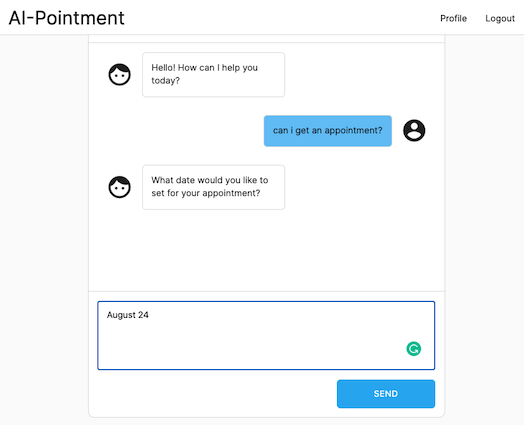 AI-Pointment
Profile
Logout
Hello! How can I help you
today?
can i get an appointment?
What date would you like to
set for your appointment?
August 24
SEND